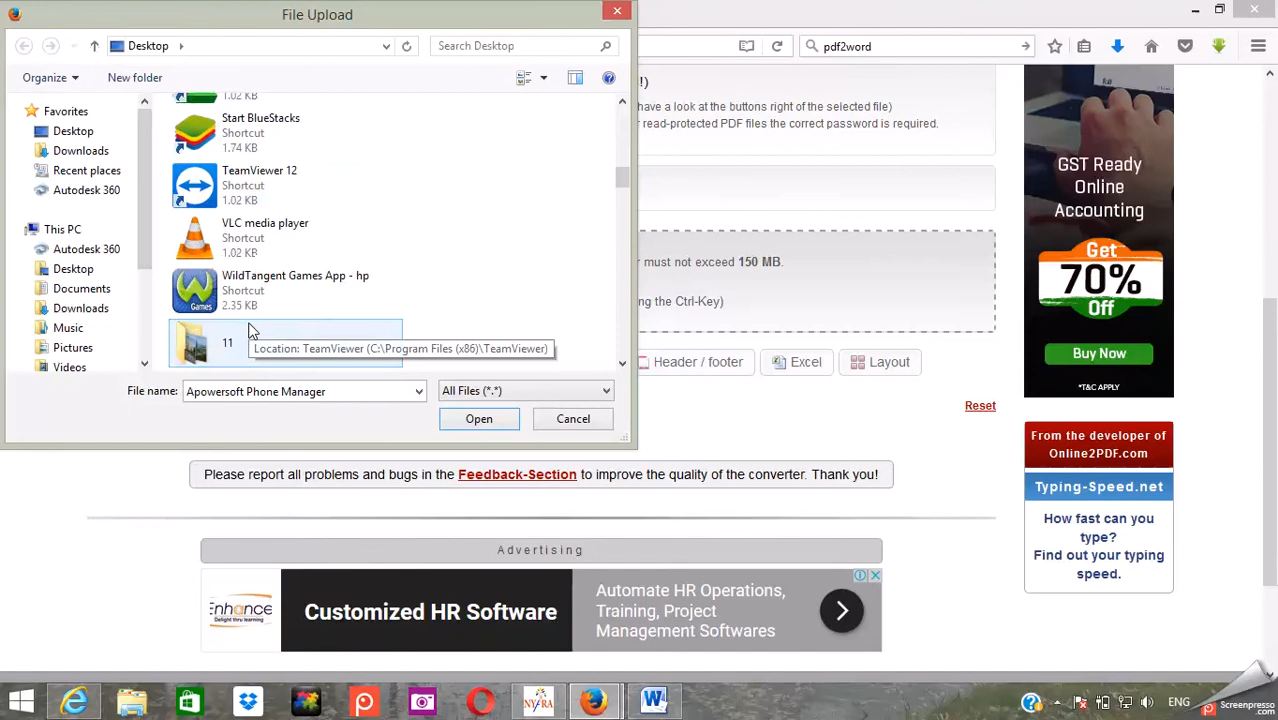 File Upload
Desktop
Search Desktop
pdf2word
Organize
New folder
Favorites
Desktop
Downloads
Recent places
Autodesk 360
This PC
Autodesk 360
Desktop
Documents
Downloads
Music
Pictures
Videos
1.02 KB
Start BlueStacks
Shortcut
1.74 KB
TeamViewer 12
Shortcut
1.02 KB
VLC media player
Shortcut
1.02 KB
WildTangent Games App - hp
Shortcut
2.35 KB
Games
11
Location: TeamViewer (C:\Program Files (x86)\TeamViewer)
File name:
Apowersoft Phone Manager
All Files (*.*)
Open
Cancel
!)
have a look at the buttons right of the selected file)
r read-protected PDF files the correct password is required.
r must not exceed 150 MB.
ng the Ctrl-Key)
Header / footer
Excel
Layout
Reset
Please report all problems and bugs in the Feedback-Section to improve the quality of the converter. Thank you!
Advertising
Enhance
Delight thru learning
Customized HR Software
Automate HR Operations,
Training, Project
Management Softwares
GST Ready
Online
Accounting
Get
70%
Off
Buy Now
*T&C APPLY
From the developer of
Online2PDF.com
Typing-Speed.net
How fast can you
type?
Find out your typing
speed.
ENG
Screenpresso
.com